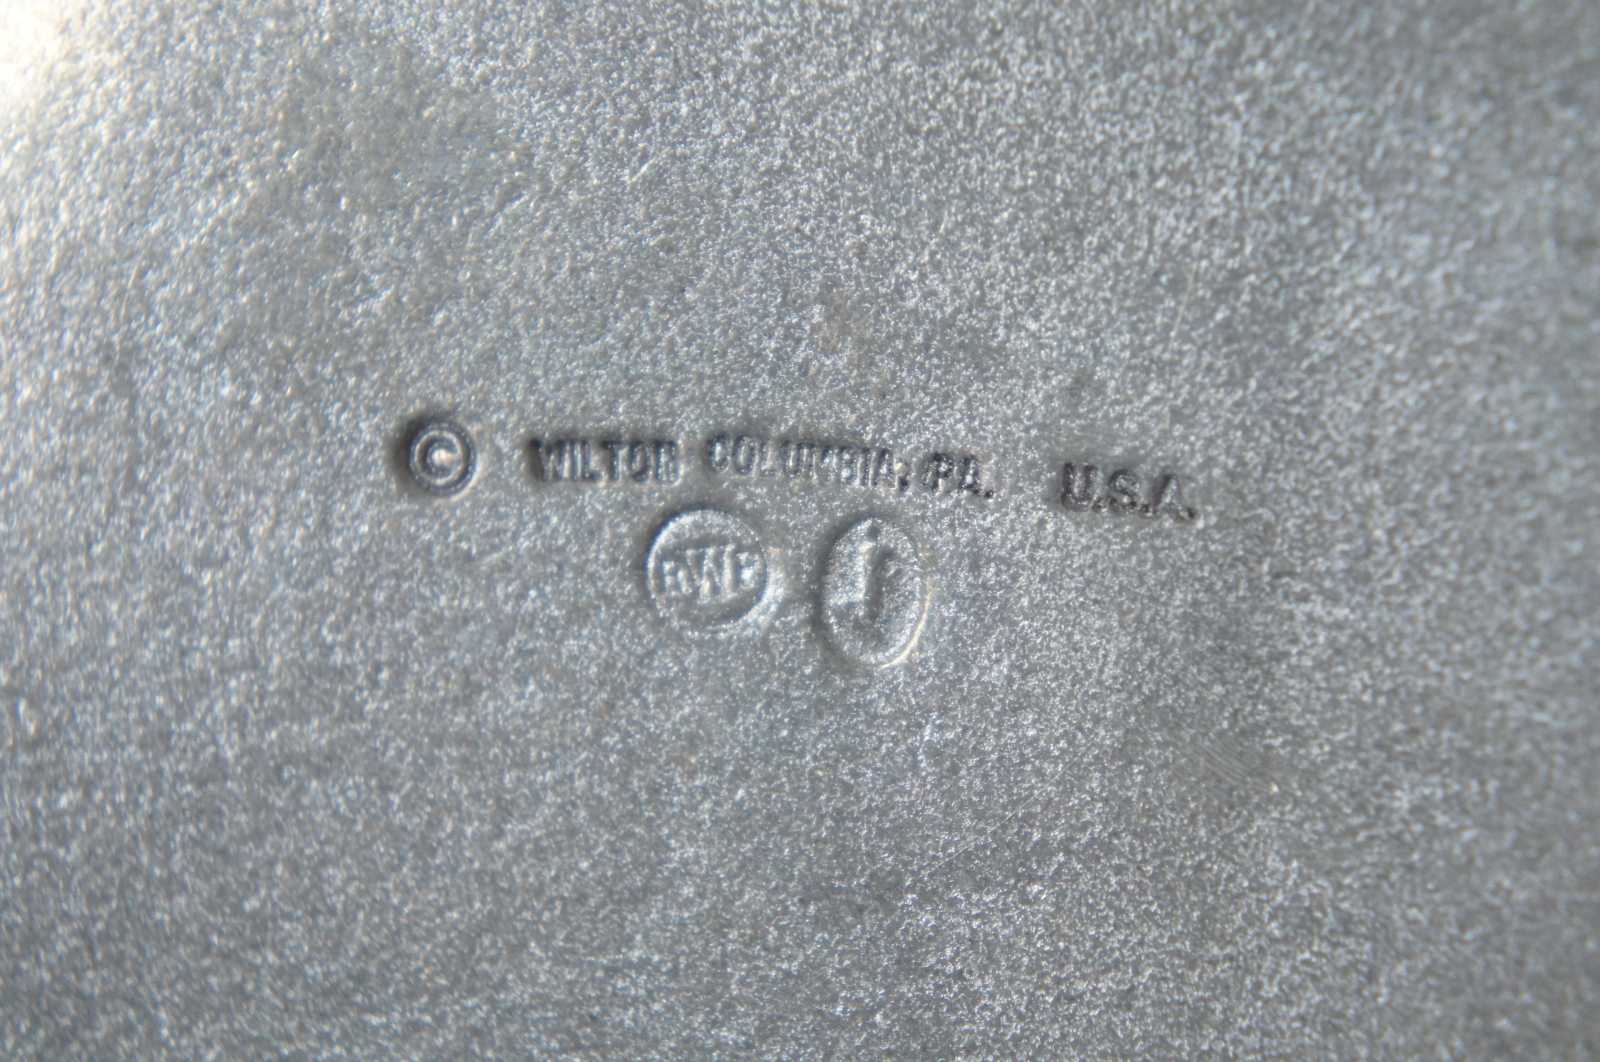 © WILTON COLUMBIA, PA. U.S.A.
RWP